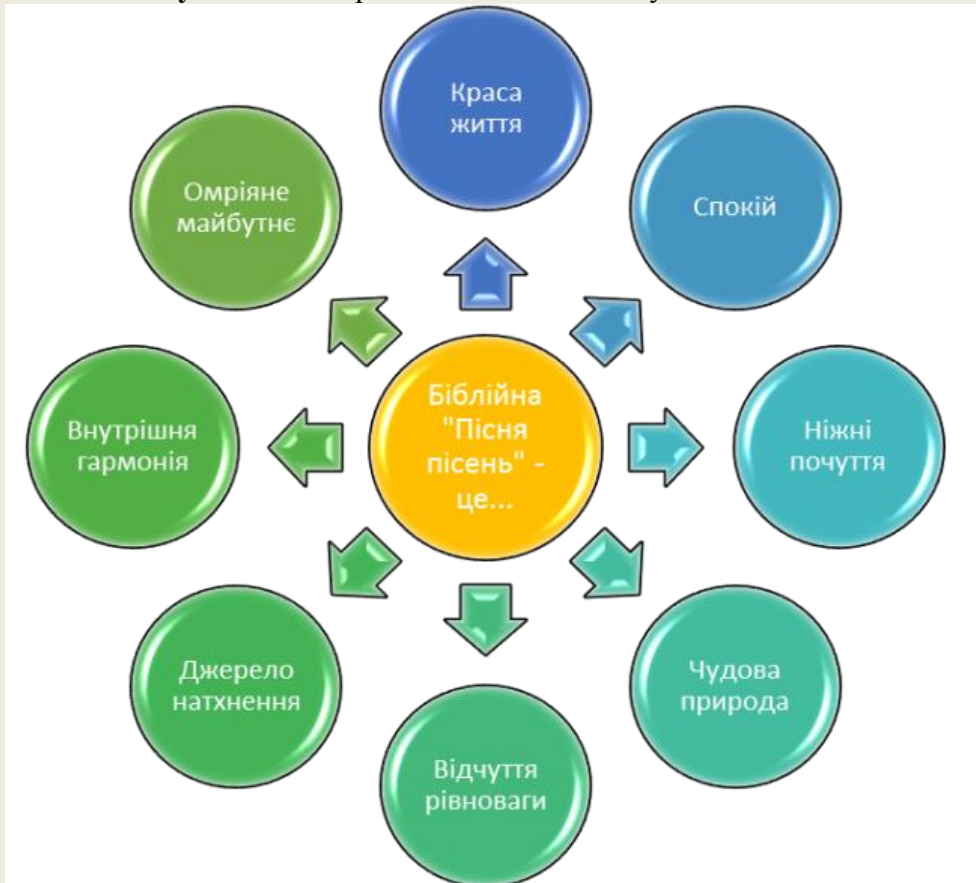 Краса
життя
Омріяне
майбутнє
Спокій
Біблійна
"Пісня
пісень" -
це...
Внутрішня
гармонія
Ніжні
почуття
Джерело
натхнення
Чудова
природа
Відчуття
рівноваги